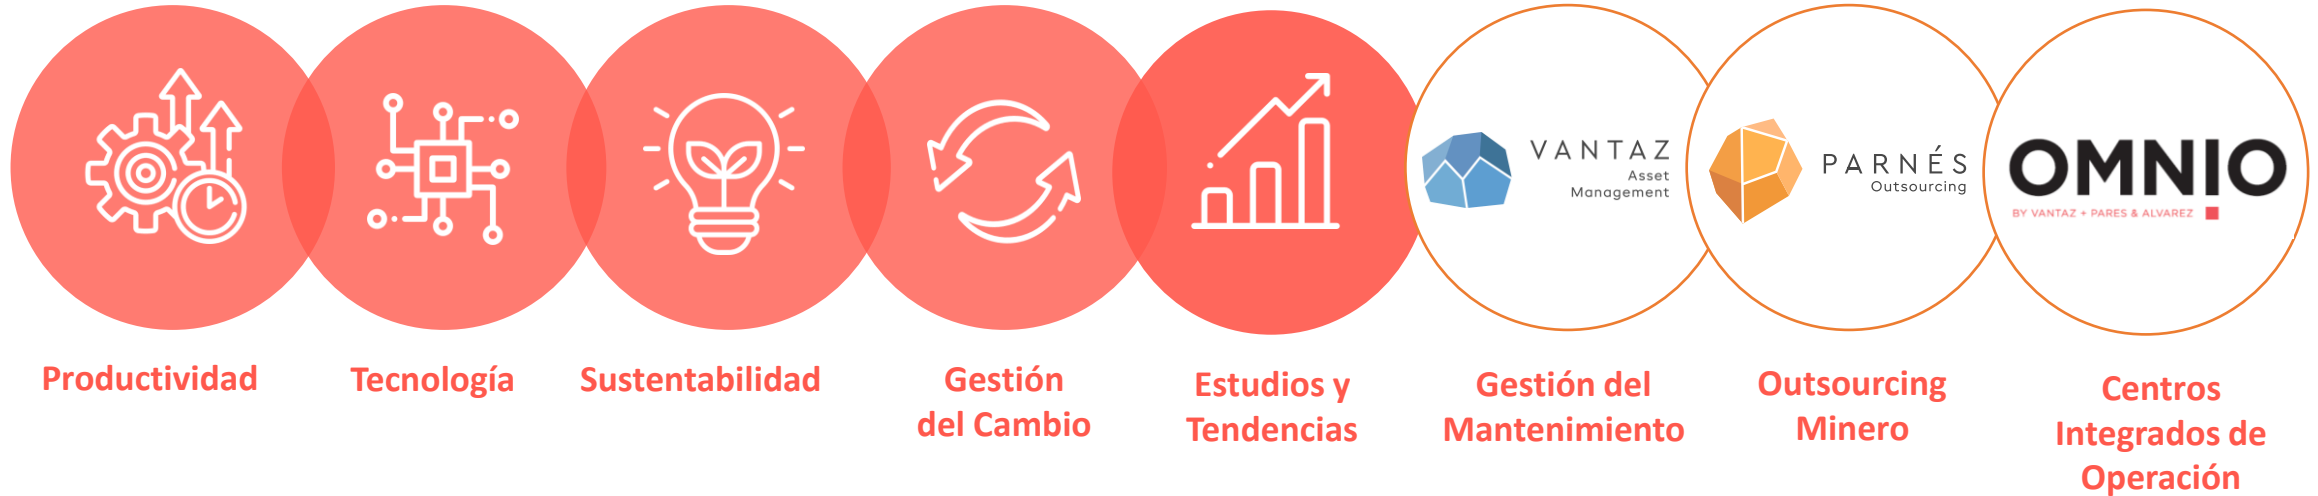 VANTAZ
Asset
Management
PARNÉS
Outsourcing
OMNIO
BY VANTAZ + PARES & ALVAREZ
Productividad
Tecnología
Sustentabilidad
Gestión
del Cambio
Estudios y
Tendencias
Gestión del
Mantenimiento
Outsourcing
Minero
Centros
Integrados de
Operación